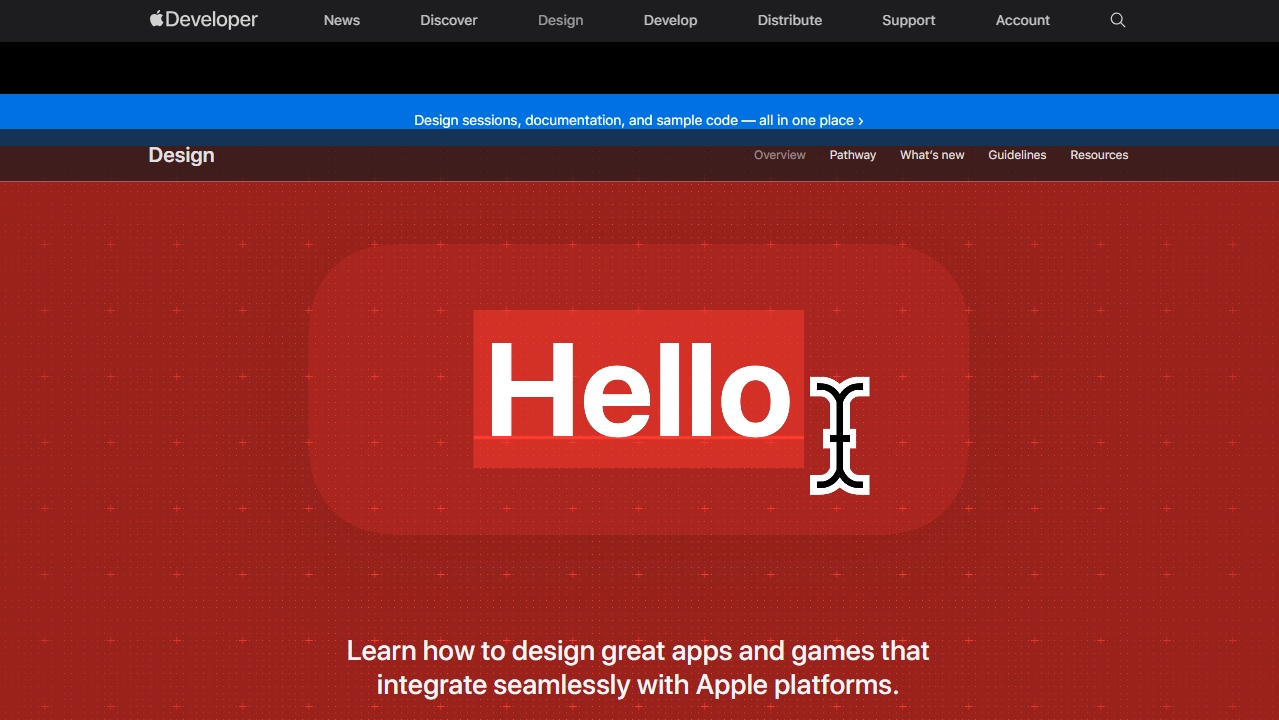 Developer
News
Discover
Design
Develop
Distribute
Support
Account
Design sessions, documentation, and sample code — all in one place ›
Design
Overview
Pathway
What's new
Guidelines
Resources
Hello
Learn how to design great apps and games that
integrate seamlessly with Apple platforms.